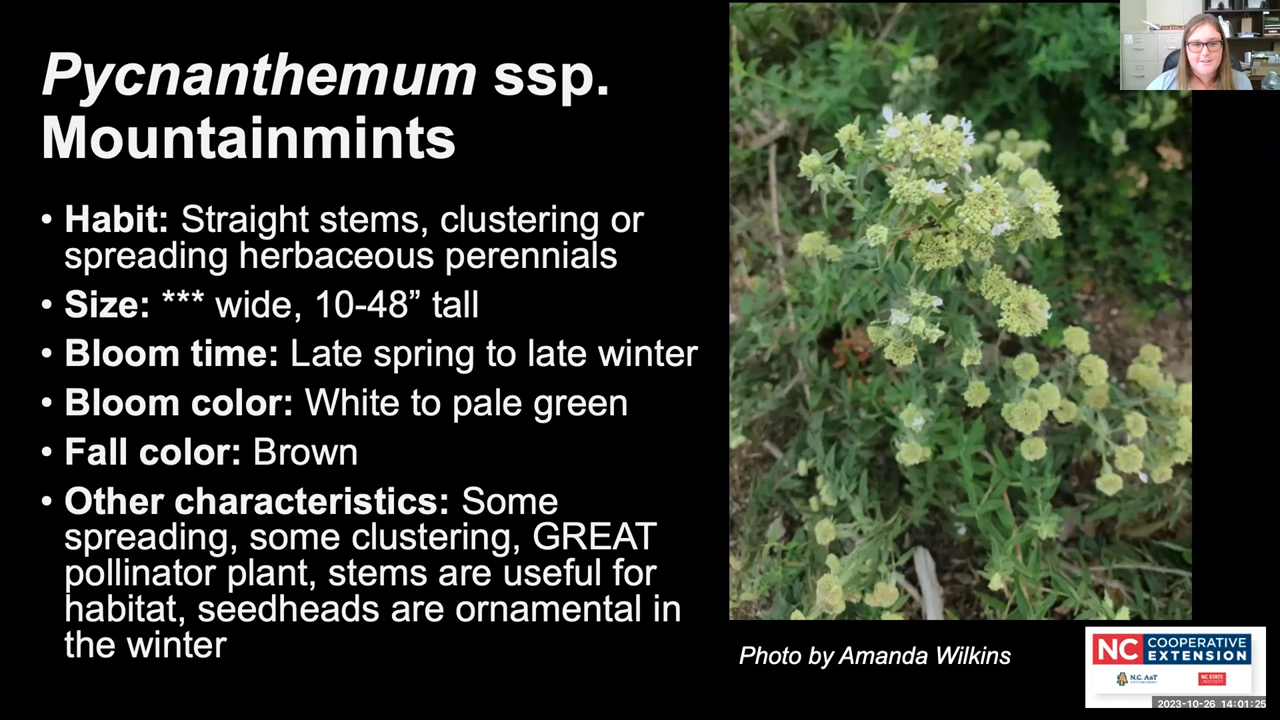 Pycnanthemum ssp.
Mountainmints
• Habit: Straight stems, clustering or
spreading herbaceous perennials
• Size: *** wide, 10-48” tall
• Bloom time: Late spring to late winter
• Bloom color: White to pale green
• Fall color: Brown
• Other characteristics: Some
spreading, some clustering, GREAT
pollinator plant, stems are useful for
habitat, seedheads are ornamental in
the winter
Photo by Amanda Wilkins
NC COOPERATIVE
EXTENSION
N.C. A&T
NC STATE
2023-10-26 14:01:25